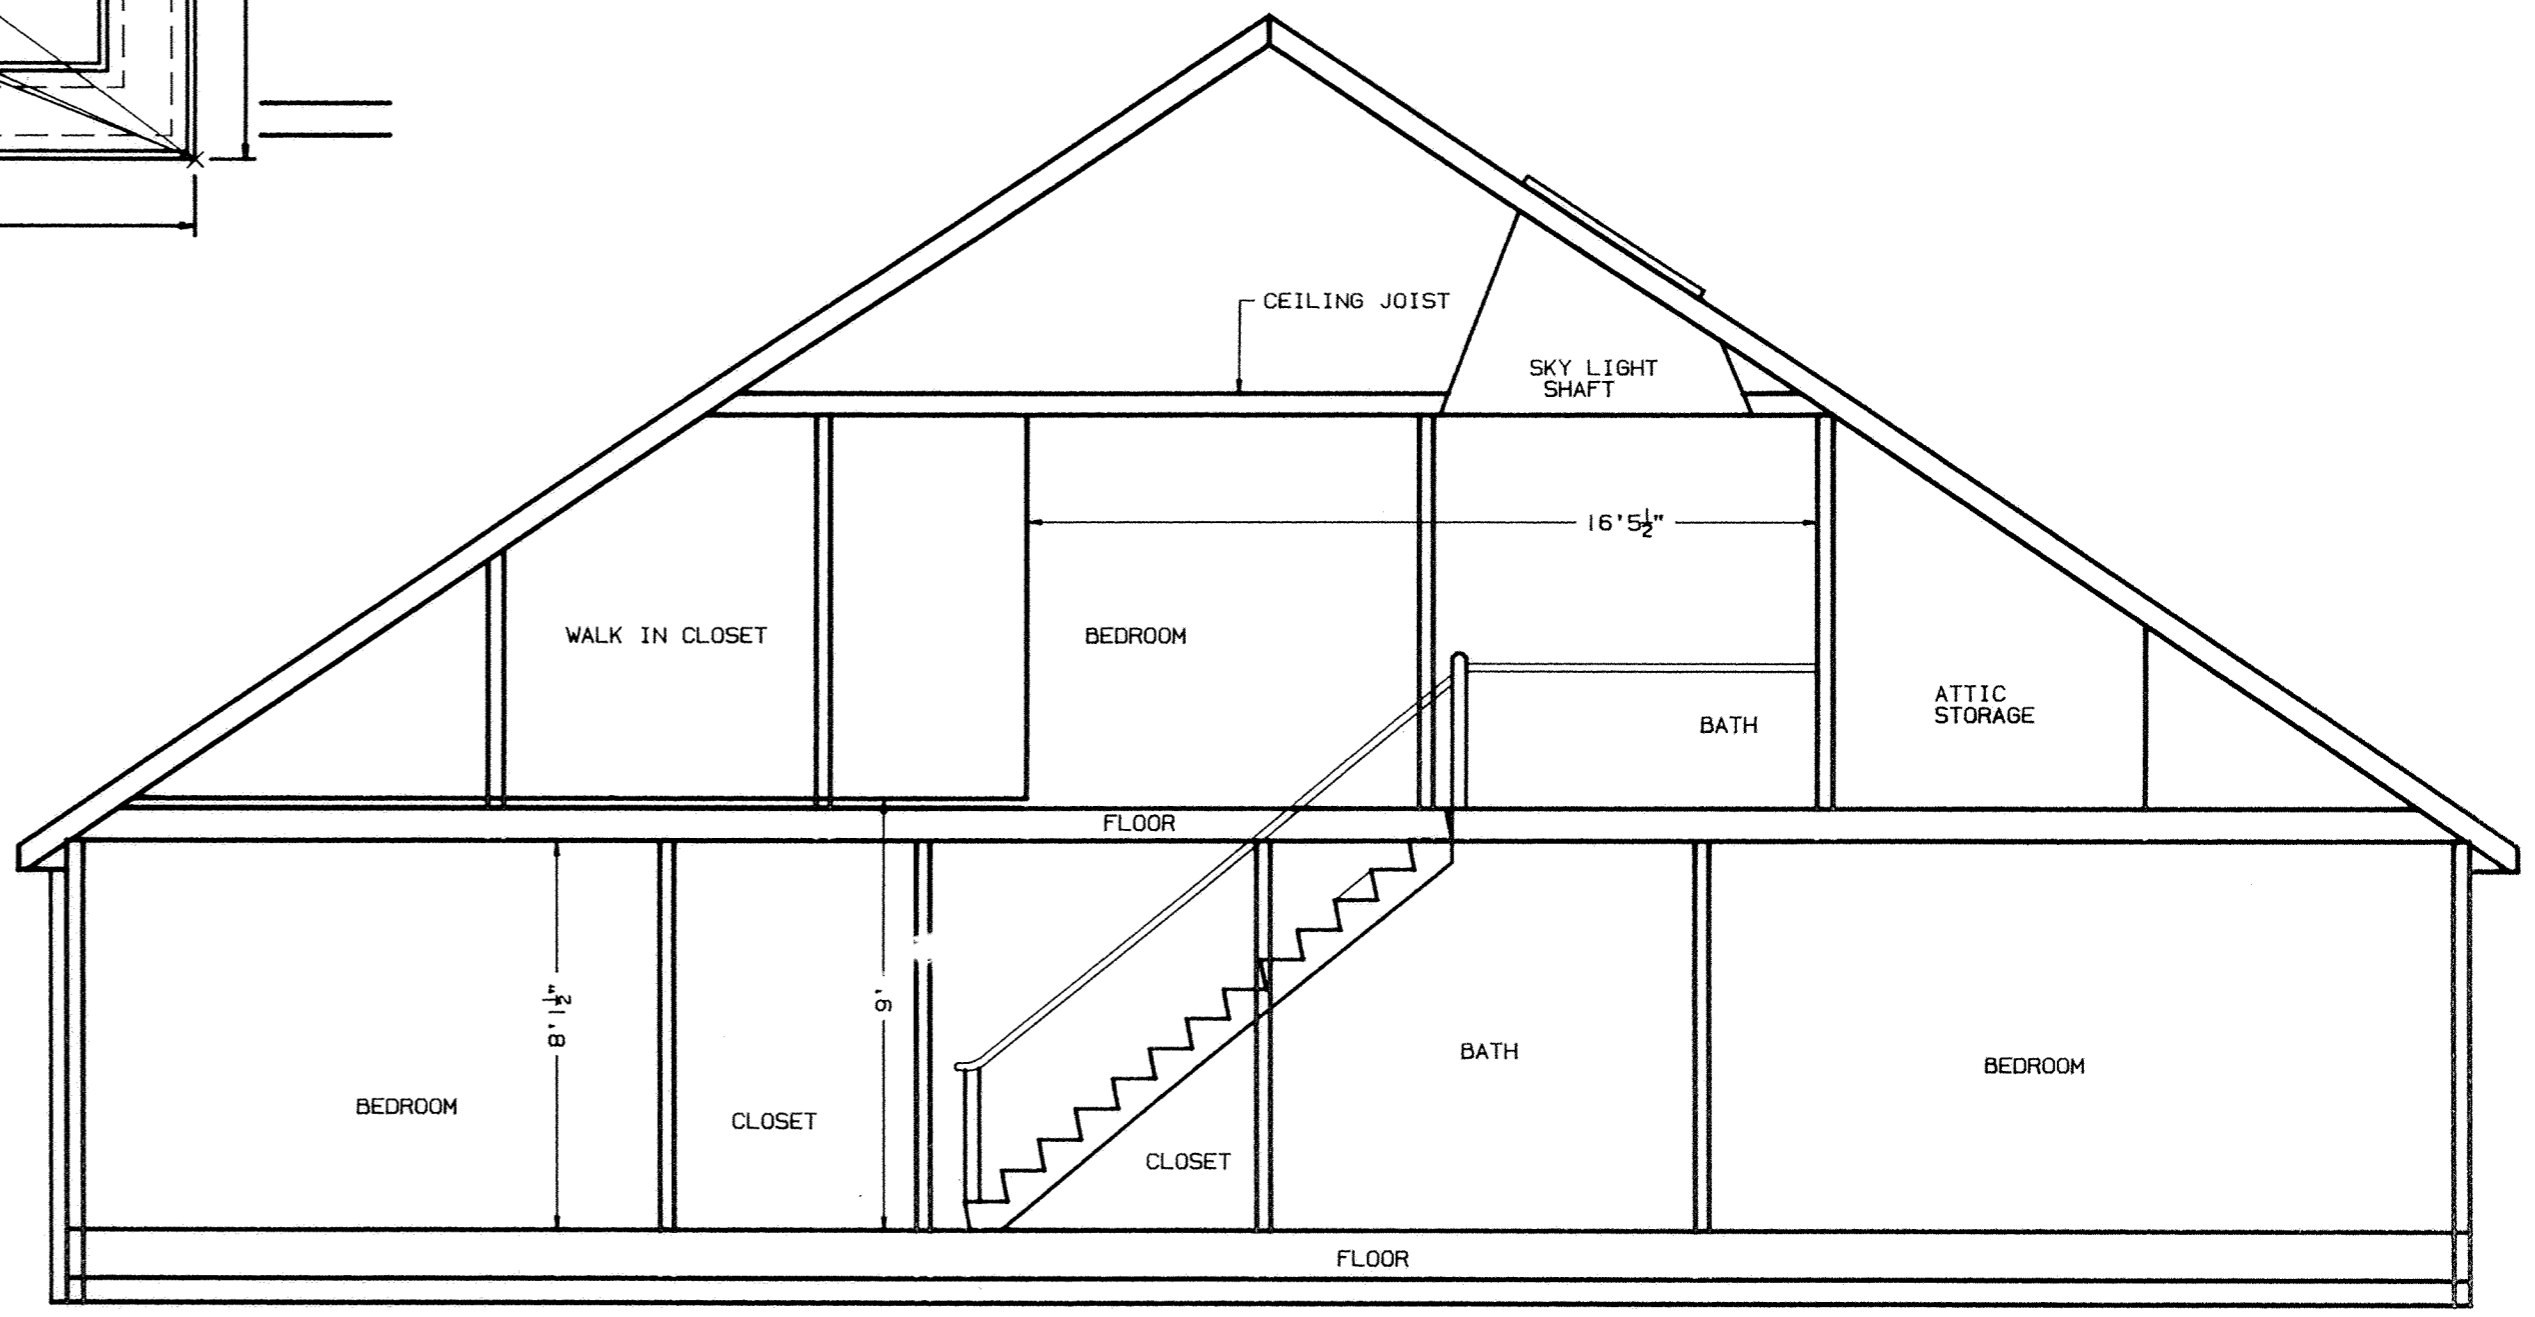 CEILING JOIST
SKY LIGHT
SHAFT
16'5½"
WALK IN CLOSET
BEDROOM
ATTIC
STORAGE
BATH
FLOOR
8'1½"
9'
BATH
BEDROOM
BEDROOM
CLOSET
CLOSET
FLOOR